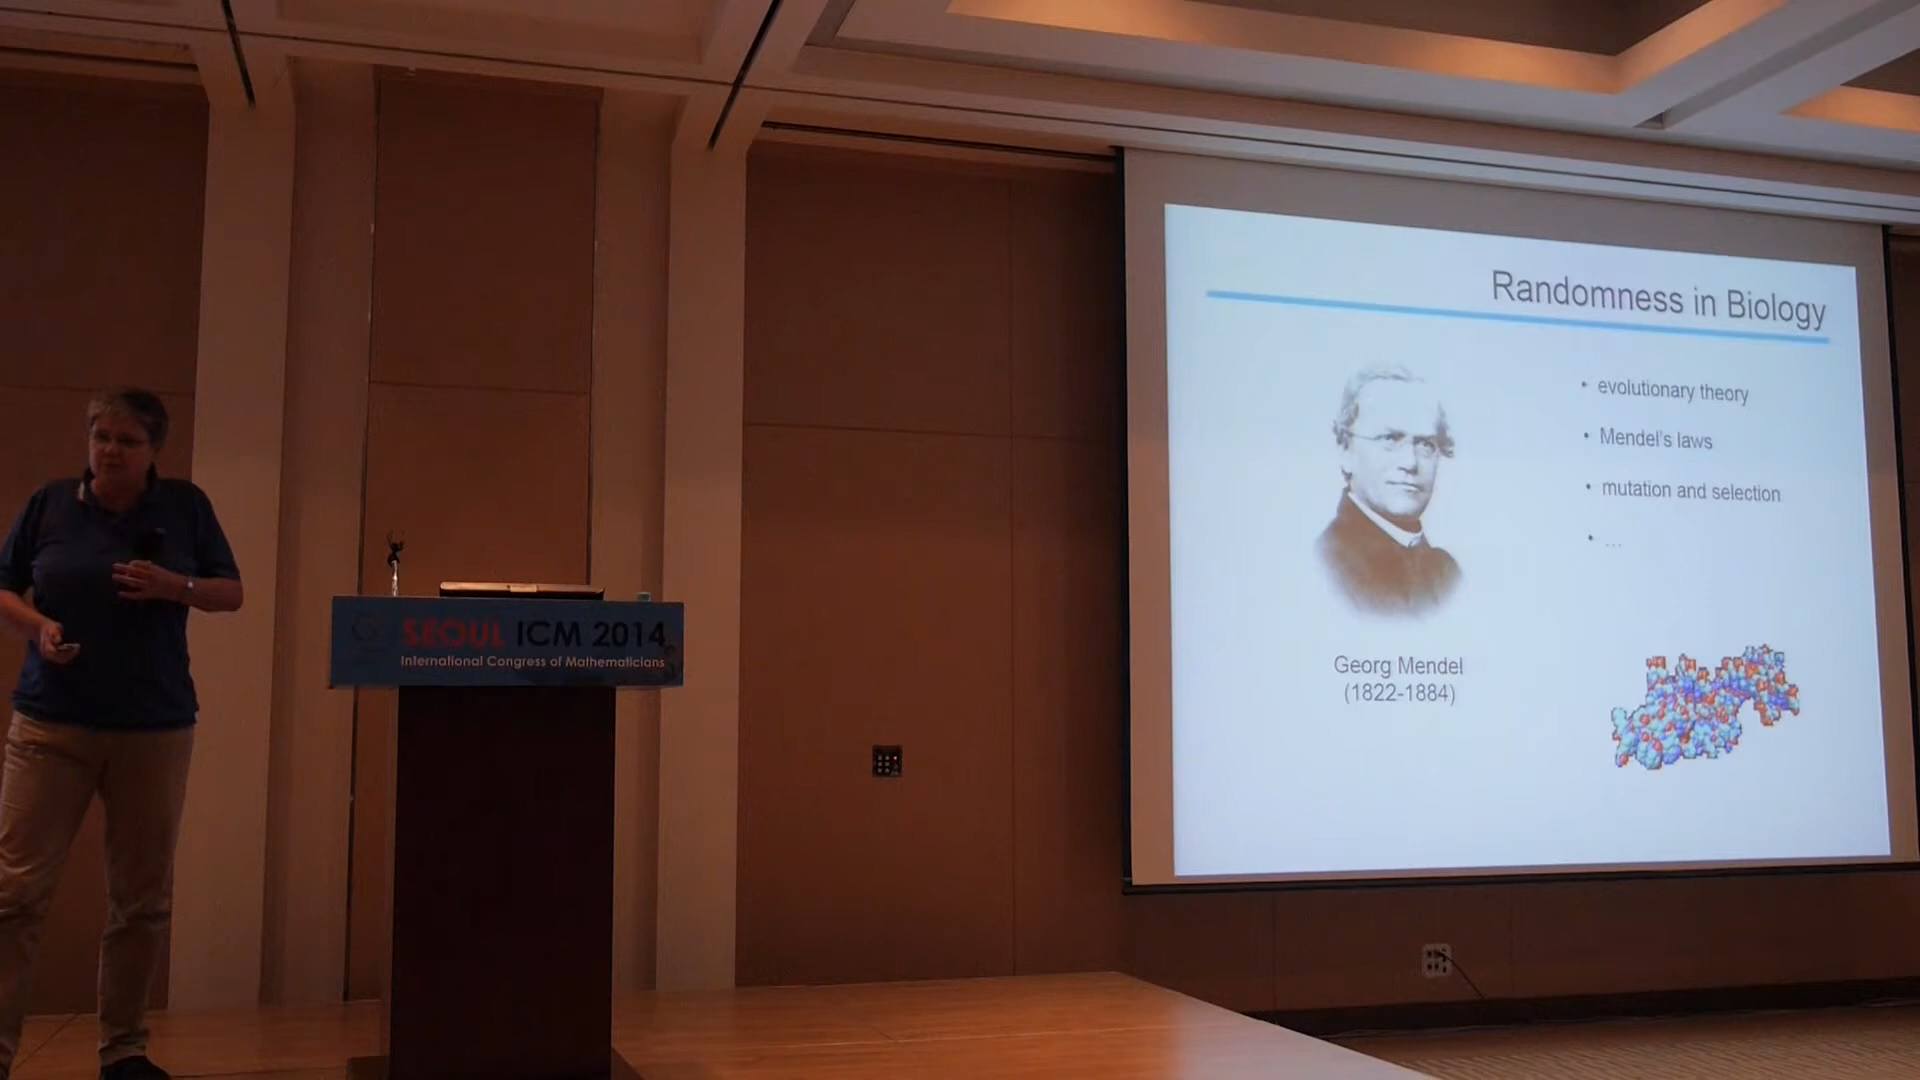 Randomness in Biology
• evolutionary theory
• Mendel's laws
• mutation and selection
• ...
Georg Mendel
(1822-1884)
SEOUL ICM 2014
International Congress of Mathematicians